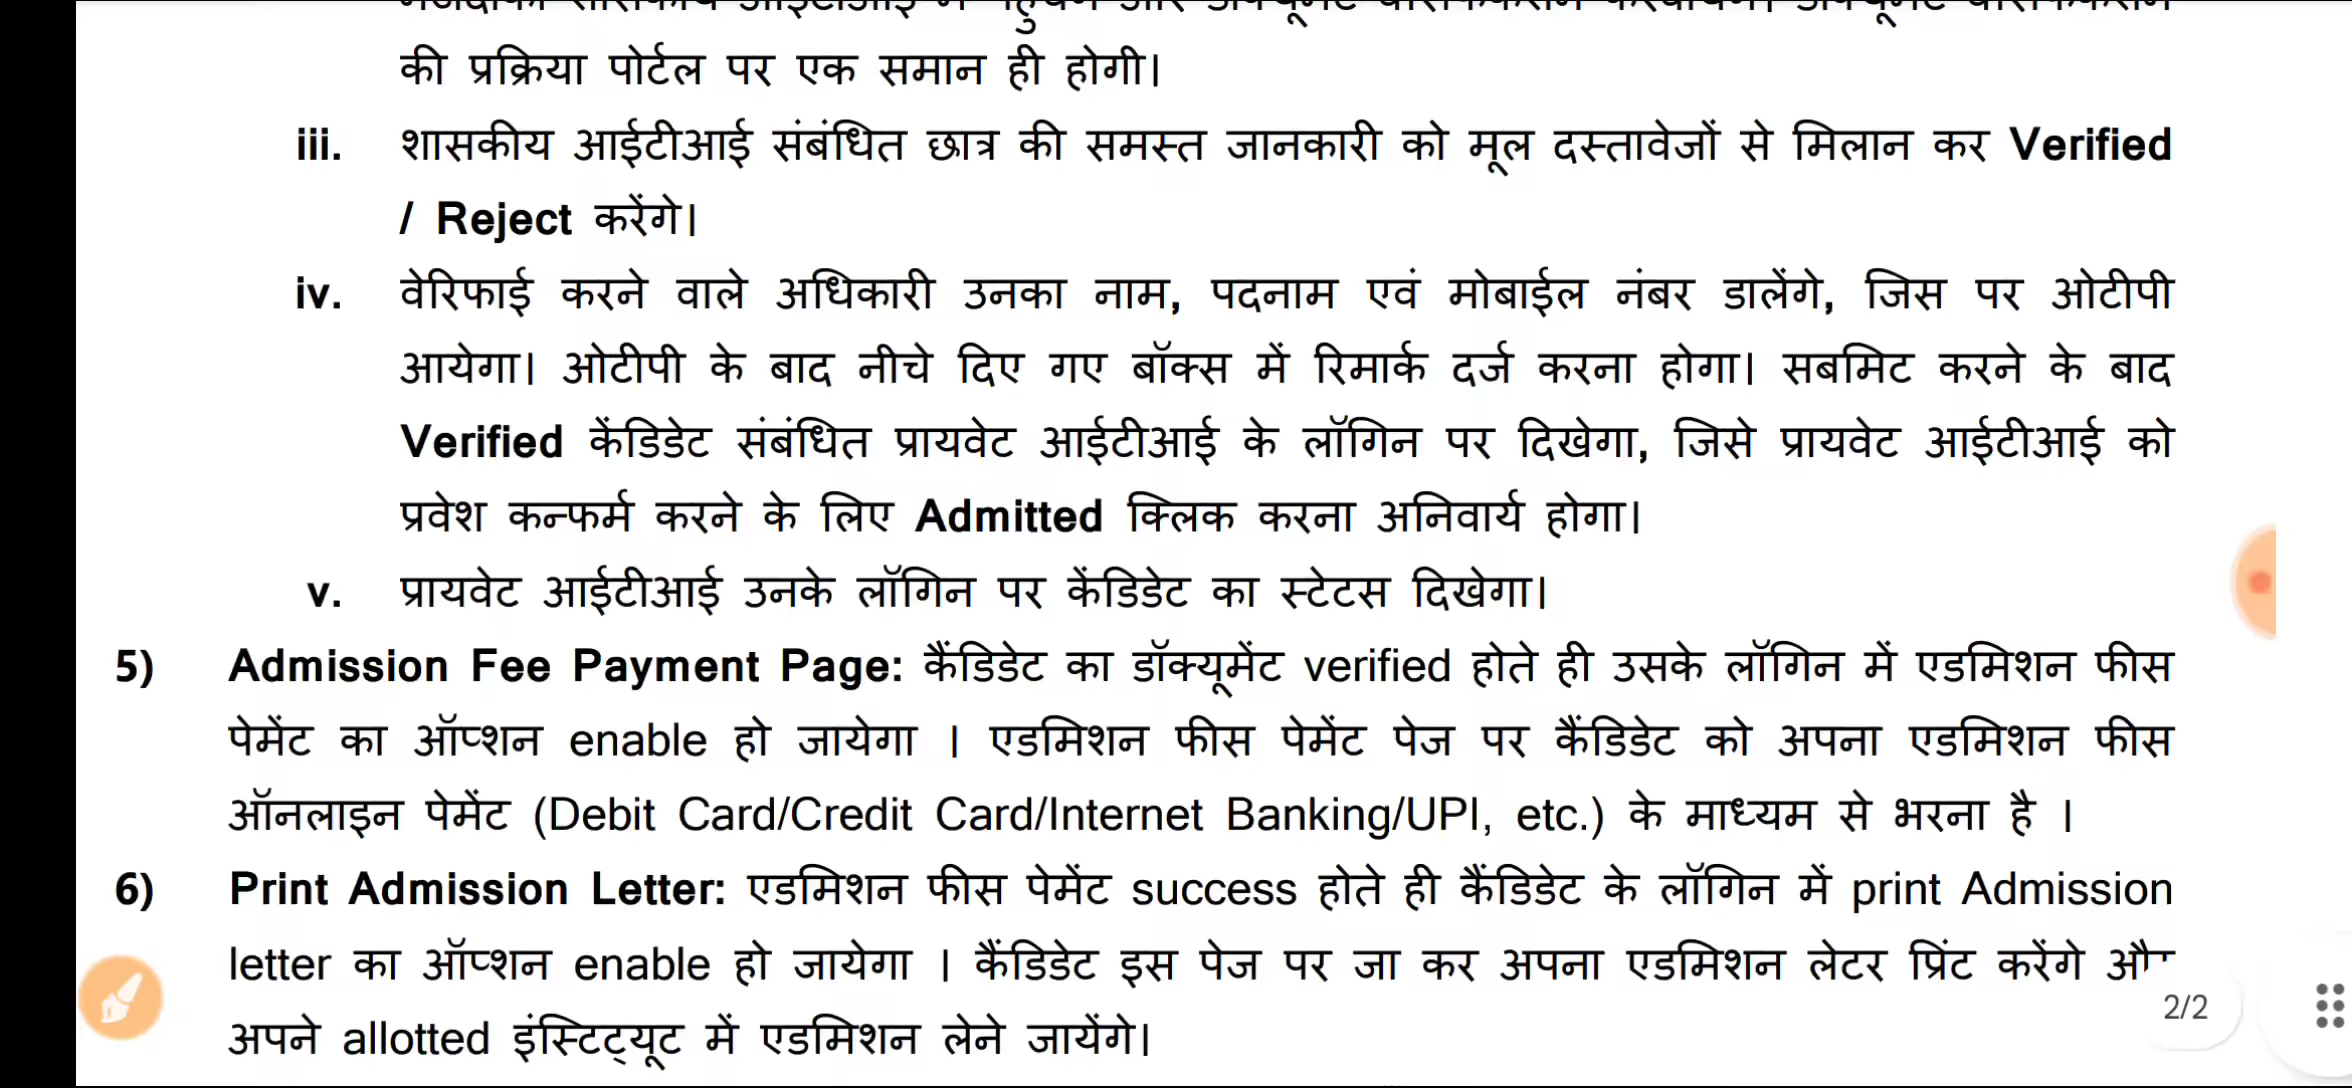 की प्रक्रिया पोर्टल पर एक समान ही होगी।
iii. शासकीय आईटीआई संबंधित छात्र की समस्त जानकारी को मूल दस्तावेजों से मिलान कर Verified
/ Reject करेंगे।
iv. वेरिफाई करने वाले अधिकारी उनका नाम, पदनाम एवं मोबाईल नंबर डालेंगे, जिस पर ओटीपी
आयेगा। ओटीपी के बाद नीचे दिए गए बॉक्स में रिमार्क दर्ज करना होगा। सबमिट करने के बाद
Verified केंडिडेट संबंधित प्रायवेट आईटीआई के लॉगिन पर दिखेगा, जिसे प्रायवेट आईटीआई को
प्रवेश कन्फर्म करने के लिए Admitted क्लिक करना अनिवार्य होगा।
v. प्रायवेट आईटीआई उनके लॉगिन पर केंडिडेट का स्टेटस दिखेगा।
5) Admission Fee Payment Page: कैंडिडेट का डॉक्यूमेंट verified होते ही उसके लॉगिन में एडमिशन फीस
पेमेंट का ऑप्शन enable हो जायेगा । एडमिशन फीस पेमेंट पेज पर कैंडिडेट को अपना एडमिशन फीस
ऑनलाइन पेमेंट (Debit Card/Credit Card/Internet Banking/UPI, etc.) के माध्यम से भरना है ।
6) Print Admission Letter: एडमिशन फीस पेमेंट success होते ही कैंडिडेट के लॉगिन में print Admission
letter का ऑप्शन enable हो जायेगा । कैंडिडेट इस पेज पर जा कर अपना एडमिशन लेटर प्रिंट करेंगे
अपने allotted इंस्टिट्यूट में एडमिशन लेने जायेंगे।
2/2